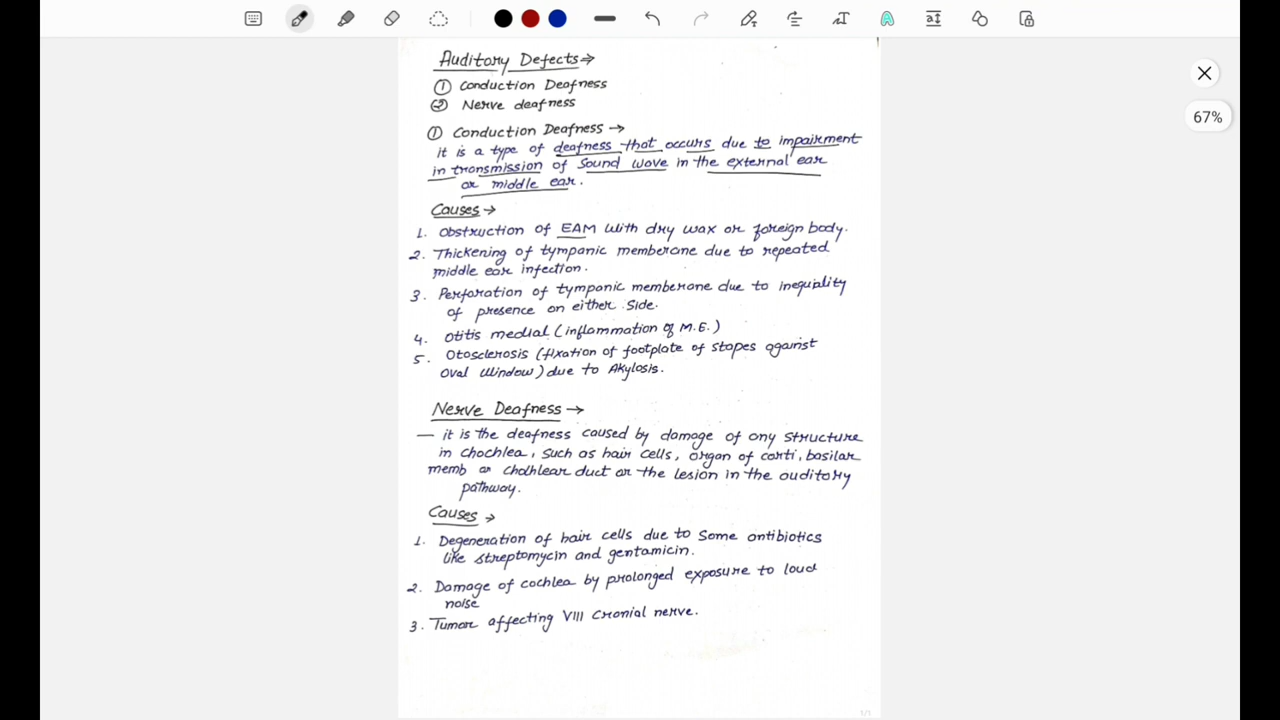 67%
Auditory Defects→
① Conduction Deafness
② Nerve deafness
① Conduction Deafness →
it is a type of deafness that occurs due to impairment
in transmission of Sound wave in the external ear
or middle ear.
Causes →
1. Obstruction of EAM with dry wax or foreign body.
2. Thickening of tympanic memberane due to repeated
middle ear infection.
3. Perforation of tympanic memberane due to inequality
of presence on either side.
4. Otitis medial (inflammation of M.E.)
5. Otosclerosis (fixation of footplate of stapes against
Oval window) due to Akylosis.
Nerve Deafness →
— it is the deafness caused by damage of any structure
in chochlea, such as hair cells, organ of corti, basilar
memb or chochlear duct or the lesion in the auditory
pathway.
Causes →
1. Degeneration of hair cells due to Some antibiotics
like streptomycin and gentamicin.
2. Damage of cochlea by prolonged exposure to loud
noise
3. Tumar affecting VIII Cronial nerve.
1/1